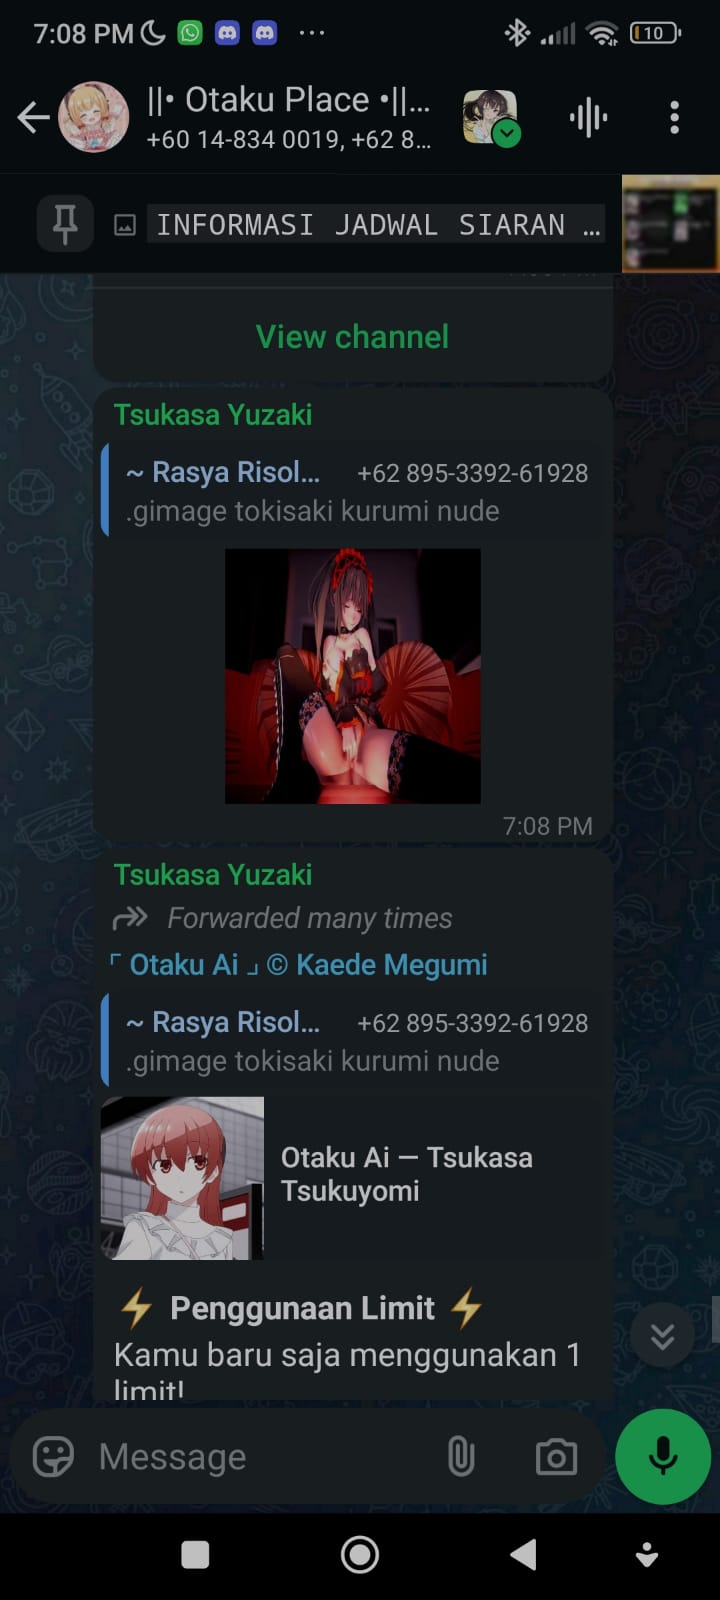 7:08 PM
10
||• Otaku Place •||...
+60 14-834 0019, +62 8...
INFORMASI JADWAL SIARAN ...
View channel
Tsukasa Yuzaki
~ Rasya Risol... +62 895-3392-61928
.gimage tokisaki kurumi nude
7:08 PM
Tsukasa Yuzaki
Forwarded many times
「 Otaku Ai 」 © Kaede Megumi
~ Rasya Risol... +62 895-3392-61928
.gimage tokisaki kurumi nude
Otaku Ai — Tsukasa
Tsukuyomi
⚡ Penggunaan Limit ⚡
Kamu baru saja menggunakan 1
limit!
Message